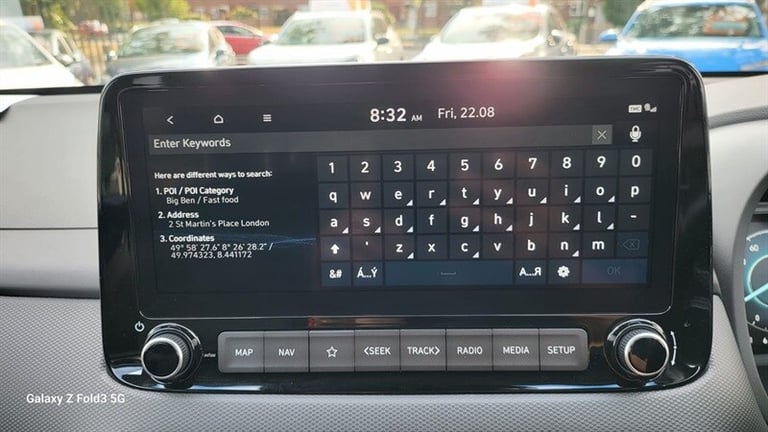 8:32 AM Fri, 22.08 TMC
Enter Keywords
Here are different ways to search:
1. POI / POI Category
Big Ben / Fast food
2. Address
2 St Martin's Place London
3. Coordinates
49° 58' 27.6" 8° 26' 28.2" /
49.974323, 8.441172
1 2 3 4 5 6 7 8 9 0
q w e r t y u i o p
a s d f g h j k l -
' z x c v b n m
&# Á...Ý A...Я OK
MAP NAV <SEEK TRACK> RADIO MEDIA SETUP
60
Galaxy Z Fold3 5G